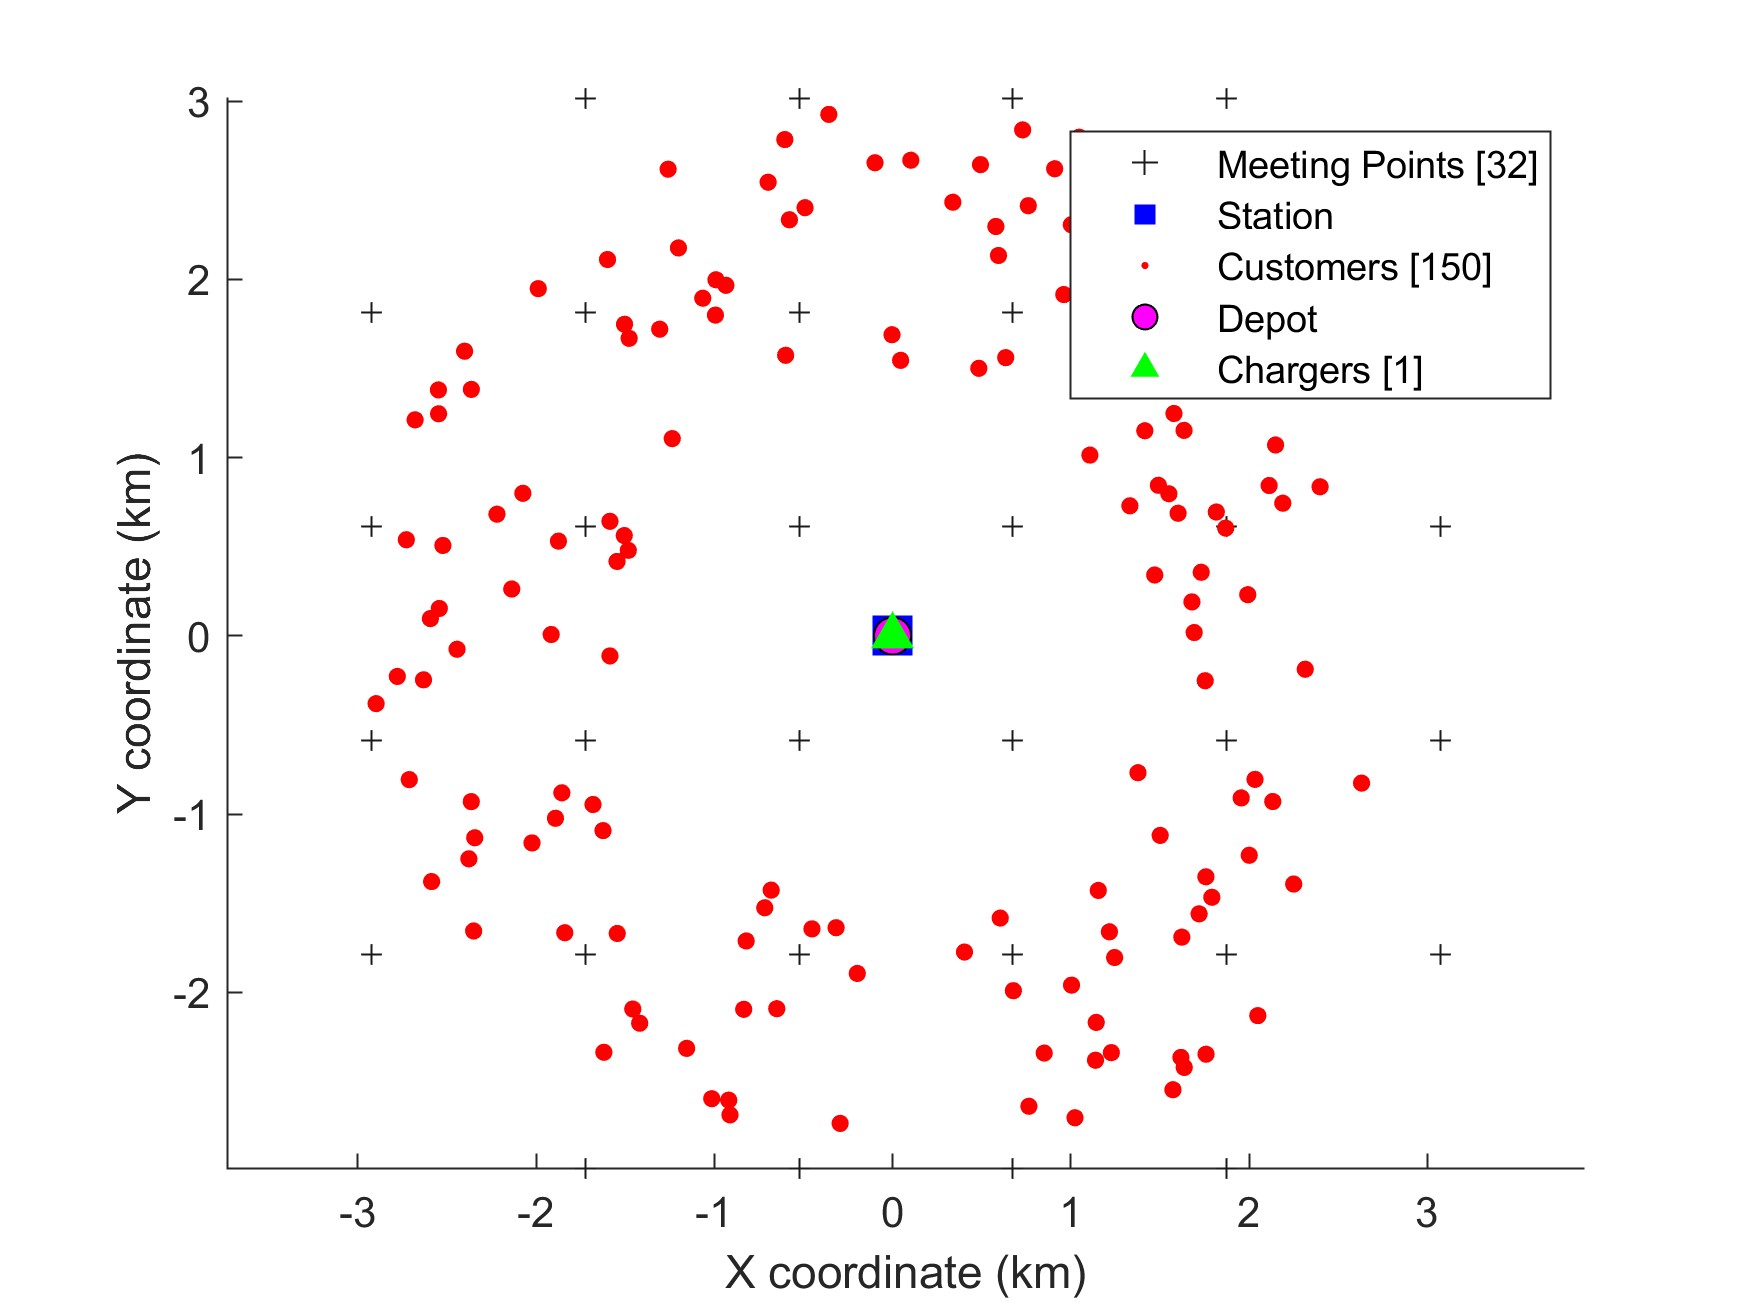 3
2
1
0
-1
-2
Y coordinate (km)
Meeting Points [32]
Station
Customers [150]
Depot
Chargers [1]
-3 -2 -1 0 1 2 3
X coordinate (km)